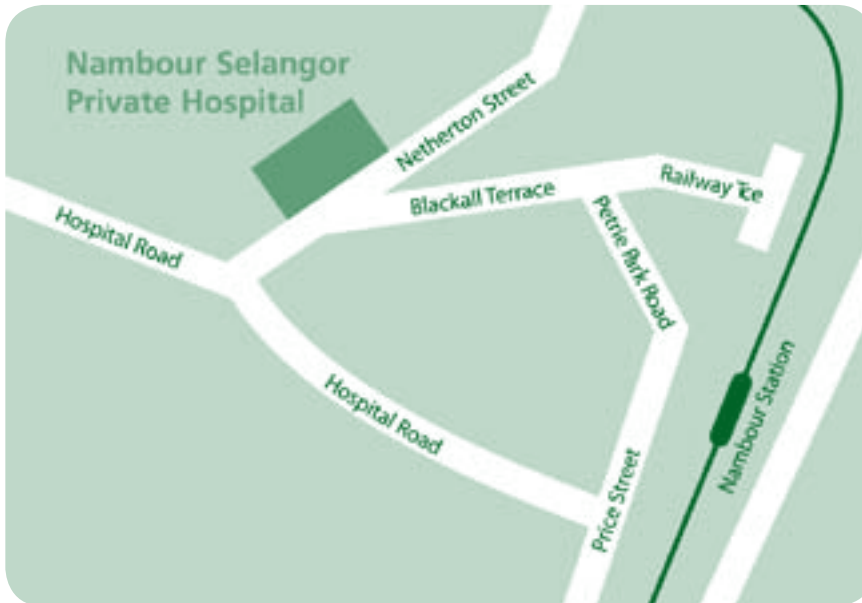 Nambour Selangor
Private Hospital
Netherton Street
Railway Tce
Blackall Terrace
Hospital Road
Petrie Park Road
Hospital Road
Nambour Station
Price Street